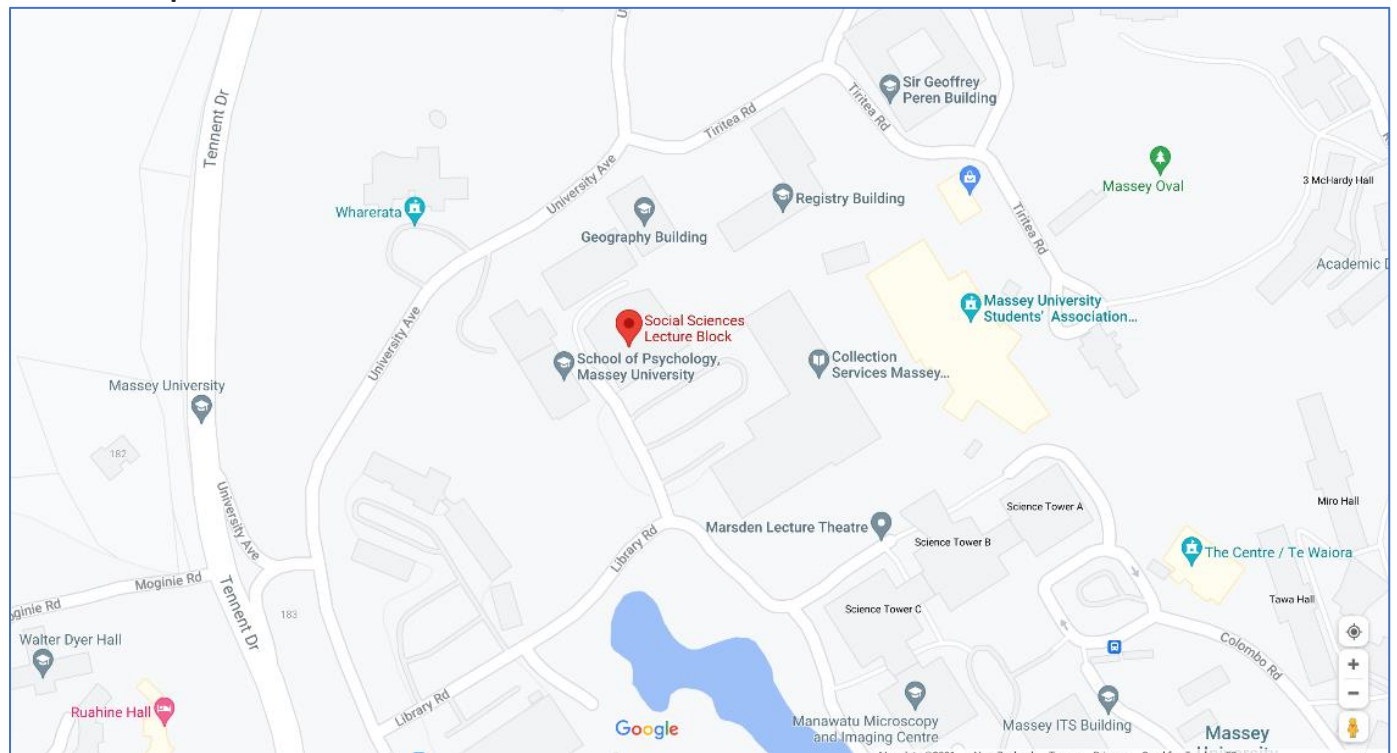 Tennent Dr
Tiritea Rd
Sir Geoffrey
Peren Building
Tiritea Rd
Massey Oval
3 McHardy Hall
University Ave
Wharerata
Registry Building
Geography Building
Tiritea Rd
Academic D
Massey University
Students' Association...
Social Sciences
Lecture Block
University Ave
School of Psychology,
Massey University
Collection
Services Massey...
Massey University
182
University Ave
Miro Hall
Science Tower A
Marsden Lecture Theatre
Science Tower B
Library Rd
The Centre / Te Waiora
Moginie Rd
oginie Rd
Tennent Dr
183
Science Tower C
Tawa Hall
Walter Dyer Hall
Colombo Rd
Library Rd
Ruahine Hall
Google
Manawatu Microscopy
and Imaging Centre
Massey ITS Building
Massey